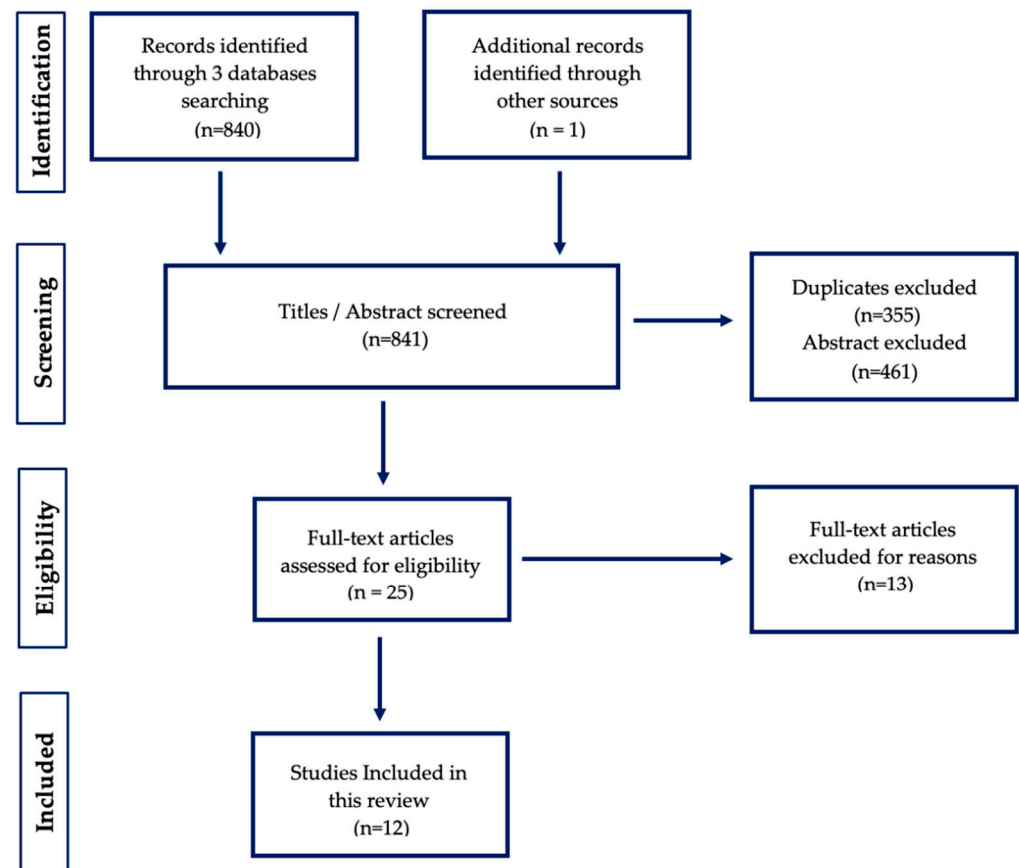 Identification
Records identified
through 3 databases
searching
(n=840)
Additional records
identified through
other sources
(n = 1)
Screening
Titles / Abstract screened
(n=841)
Duplicates excluded
(n=355)
Abstract excluded
(n=461)
Eligibility
Full-text articles
assessed for eligibility
(n = 25)
Full-text articles
excluded for reasons
(n=13)
Included
Studies Included in
this review
(n=12)